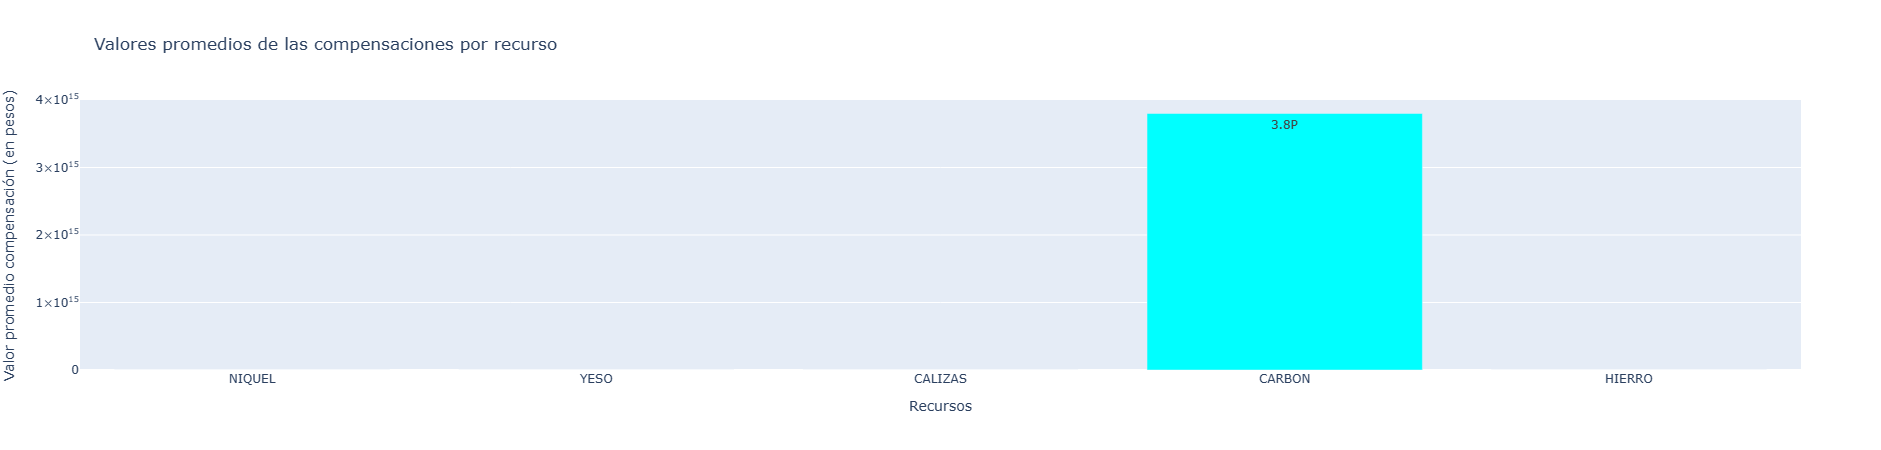 Valores promedios de las compensaciones por recurso
Valor promedio compensación (en pesos)
4×10¹⁵
3×10¹⁵
2×10¹⁵
1×10¹⁵
0
3.8P
NIQUEL
YESO
CALIZAS
CARBON
HIERRO
Recursos